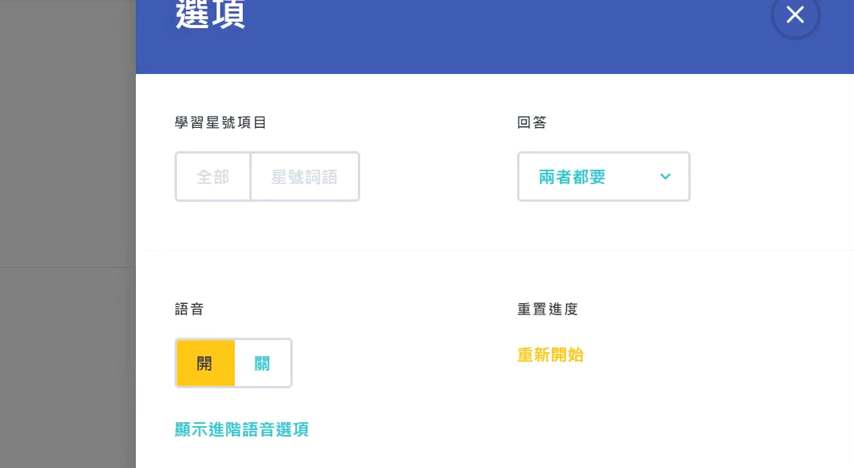 選項
學習星號項目
回答
全部 星號詞語
兩者都要
語音
重置進度
開 關
重新開始
顯示進階語音選項